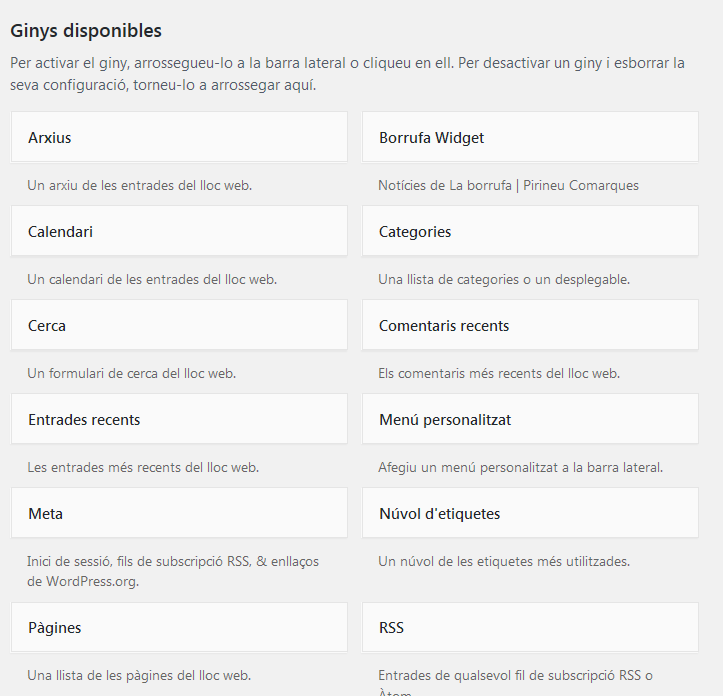 Ginys disponibles
Per activar el giny, arrossegueu-lo a la barra lateral o cliqueu en ell. Per desactivar un giny i esborrar la
seva configuració, torneu-lo a arrossegar aquí.
Arxius
Un arxiu de les entrades del lloc web.
Borrufa Widget
Notícies de La borrufa | Pirineu Comarques
Calendari
Un calendari de les entrades del lloc web.
Categories
Una llista de categories o un desplegable.
Cerca
Un formulari de cerca del lloc web.
Comentaris recents
Els comentaris més recents del lloc web.
Entrades recents
Les entrades més recents del lloc web.
Menú personalitzat
Afegiu un menú personalitzat a la barra lateral.
Meta
Inici de sessió, fils de subscripció RSS, & enllaços
de WordPress.org.
Núvol d'etiquetes
Un núvol de les etiquetes més utilitzades.
Pàgines
Una llista de les pàgines del lloc web.
RSS
Entrades de qualsevol fil de subscripció RSS o
Àtom